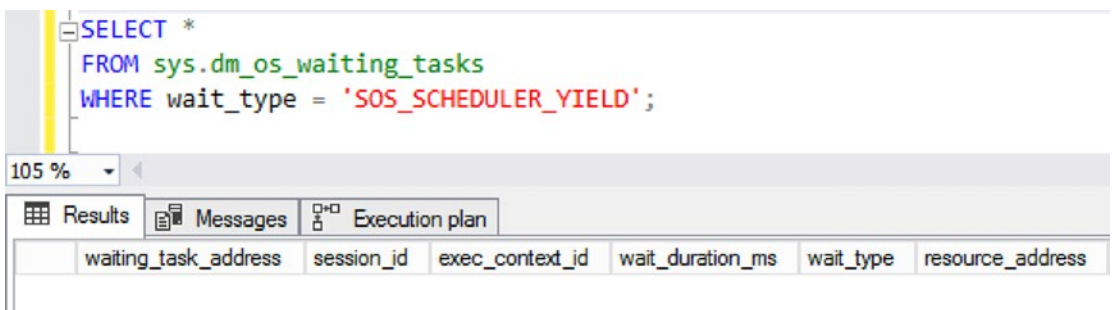 SELECT *
FROM sys.dm_os_waiting_tasks
WHERE wait_type = 'SOS_SCHEDULER_YIELD';
105 %
Results Messages Execution plan
waiting_task_address session_id exec_context_id wait_duration_ms wait_type resource_address